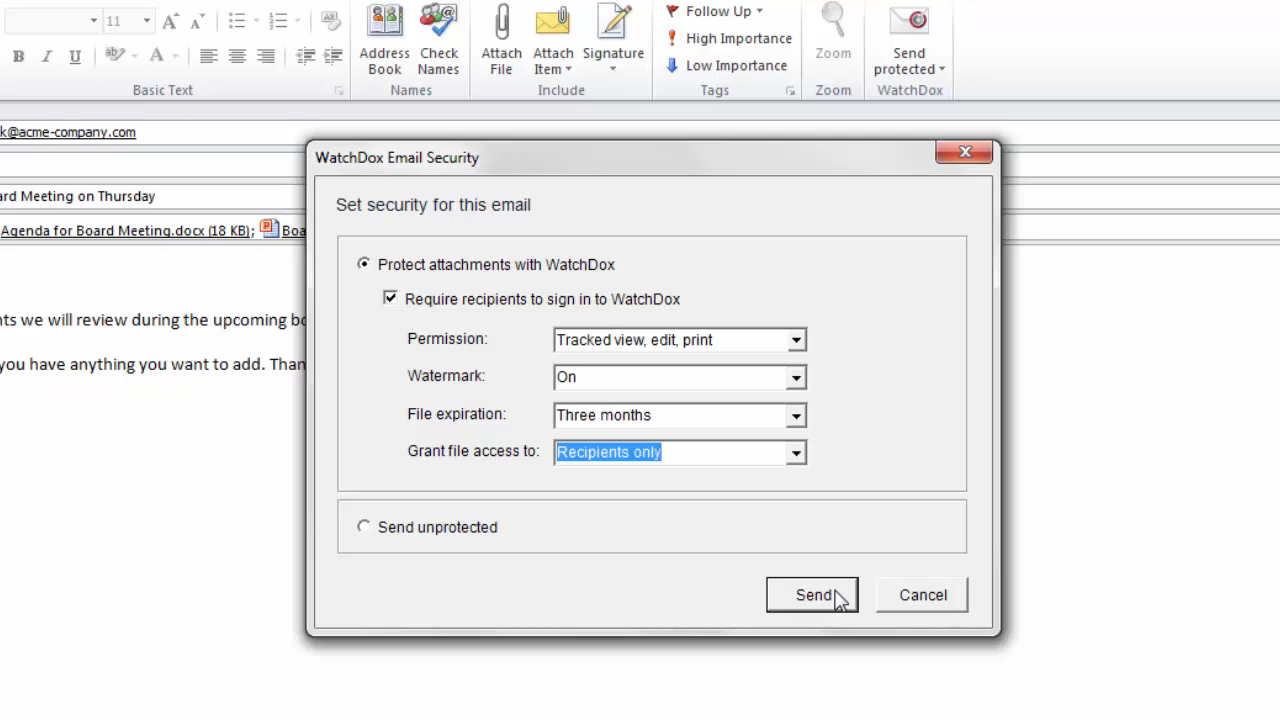 11
B I U
ab
A
Basic Text
Address Book
Check Names
Names
Attach File
Attach Item
Signature
Include
Follow Up
High Importance
Low Importance
Tags
Zoom
Zoom
Send protected
WatchDox
k@acme-company.com
ard Meeting on Thursday
Agenda for Board Meeting.docx (18 KB); Boa
nts we will review during the upcoming bo
you have anything you want to add. Than
WatchDox Email Security
Set security for this email
Protect attachments with WatchDox
Require recipients to sign in to WatchDox
Permission: Tracked view, edit, print
Watermark: On
File expiration: Three months
Grant file access to: Recipients only
Send unprotected
Send Cancel